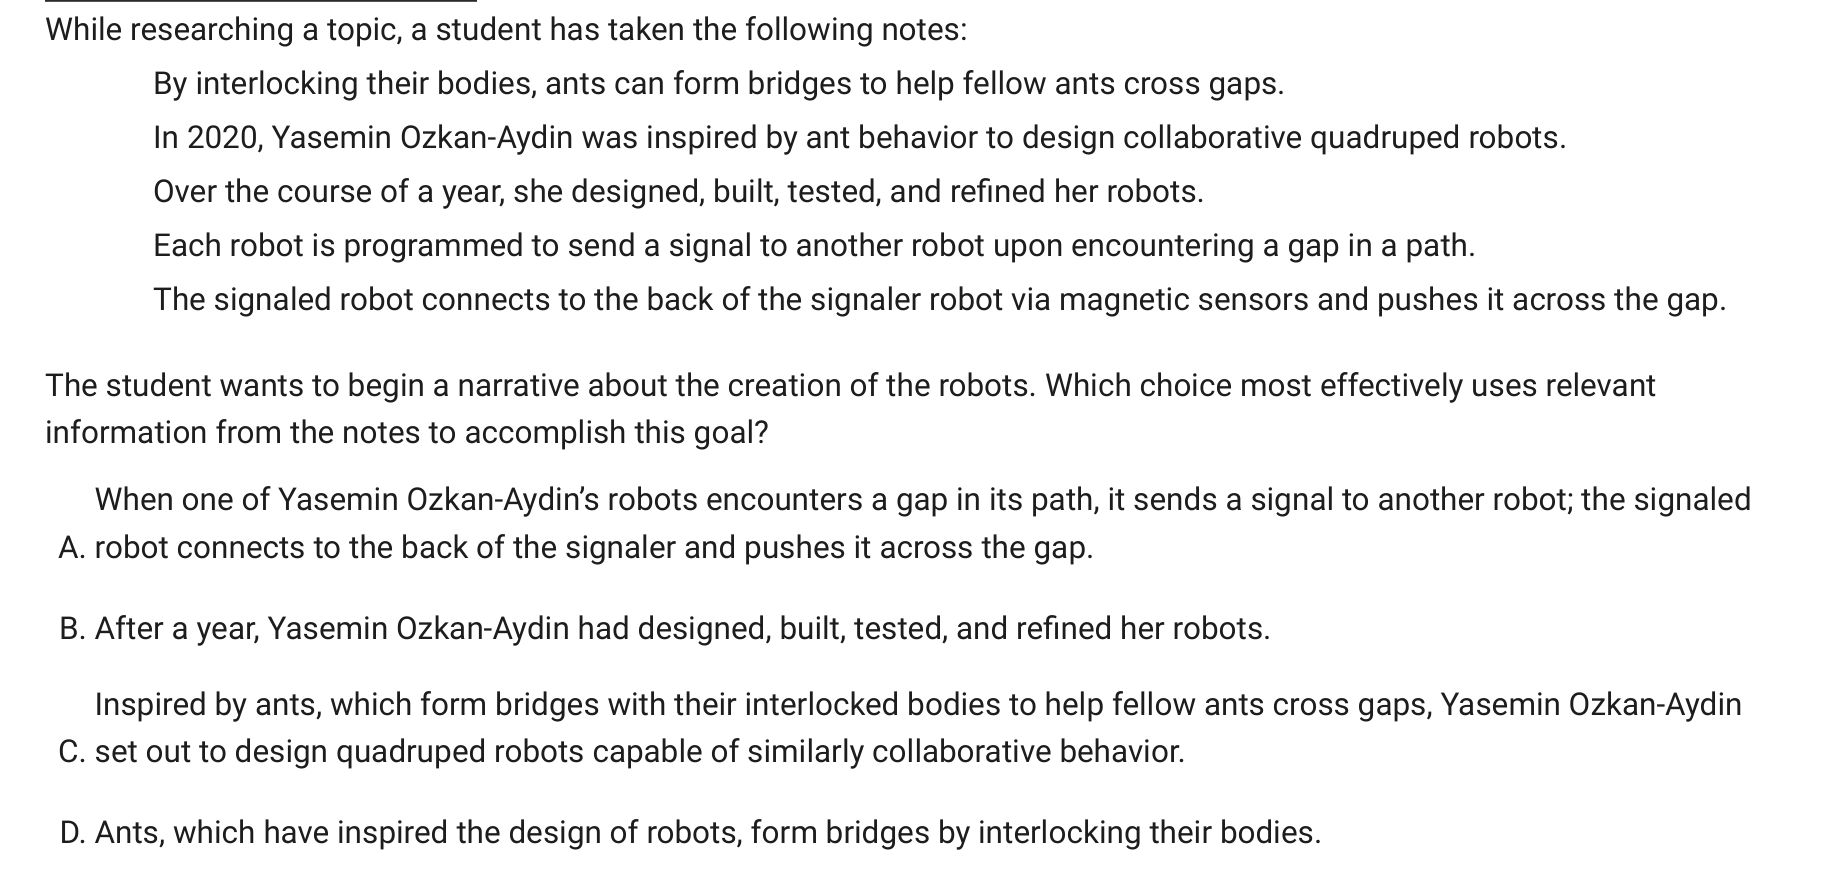 While researching a topic, a student has taken the following notes:
By interlocking their bodies, ants can form bridges to help fellow ants cross gaps.
In 2020, Yasemin Ozkan-Aydin was inspired by ant behavior to design collaborative quadruped robots.
Over the course of a year, she designed, built, tested, and refined her robots.
Each robot is programmed to send a signal to another robot upon encountering a gap in a path.
The signaled robot connects to the back of the signaler robot via magnetic sensors and pushes it across the gap.
The student wants to begin a narrative about the creation of the robots. Which choice most effectively uses relevant
information from the notes to accomplish this goal?
When one of Yasemin Ozkan-Aydin’s robots encounters a gap in its path, it sends a signal to another robot; the signaled
A. robot connects to the back of the signaler and pushes it across the gap.
B. After a year, Yasemin Ozkan-Aydin had designed, built, tested, and refined her robots.
Inspired by ants, which form bridges with their interlocked bodies to help fellow ants cross gaps, Yasemin Ozkan-Aydin
C. set out to design quadruped robots capable of similarly collaborative behavior.
D. Ants, which have inspired the design of robots, form bridges by interlocking their bodies.